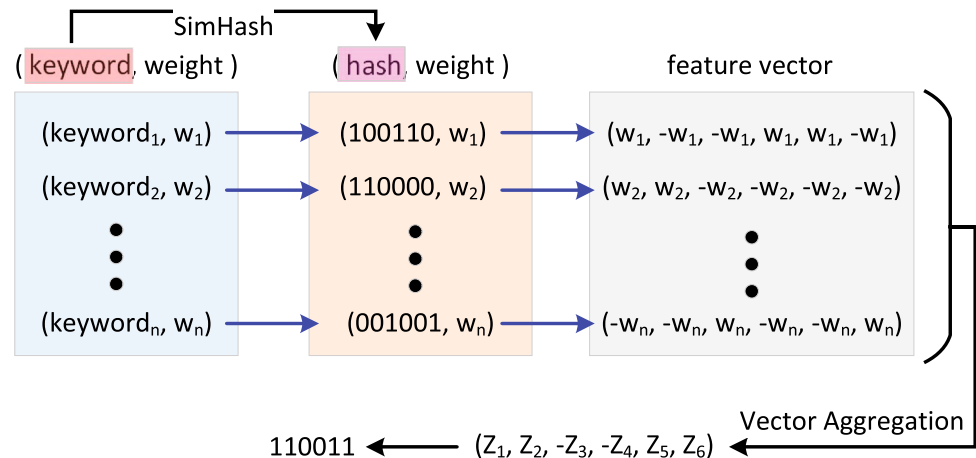 SimHash
(keyword, weight) (hash, weight) feature vector
(keyword₁, w₁) (100110, w₁) (w₁, -w₁, -w₁, w₁, w₁, -w₁)
(keyword₂, w₂) (110000, w₂) (w₂, w₂, -w₂, -w₂, -w₂, -w₂)
(keywordₙ, wₙ) (001001, wₙ) (-wₙ, -wₙ, wₙ, -wₙ, -wₙ, wₙ)
Vector Aggregation
110011 (Z₁, Z₂, -Z₃, -Z₄, Z₅, Z₆)